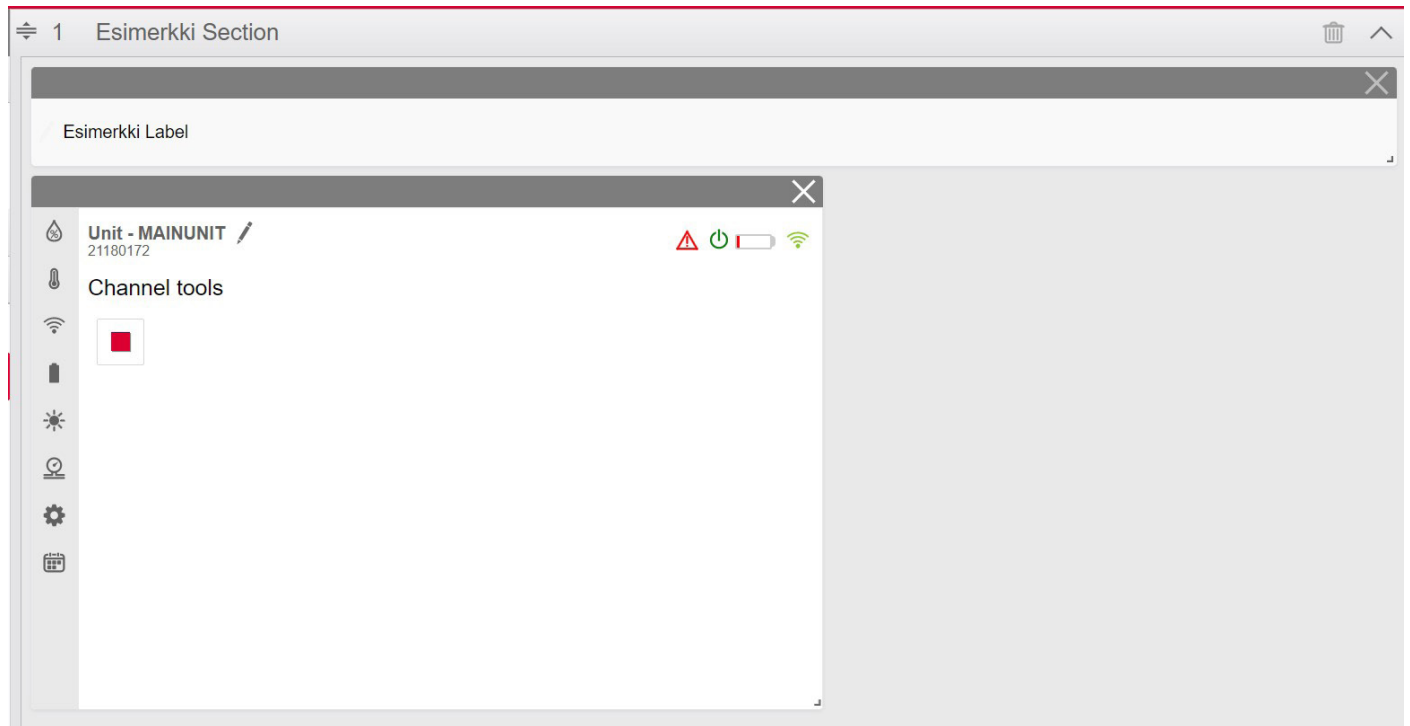 1 Esimerkki Section
Esimerkki Label
Unit - MAINUNIT
21180172
Channel tools